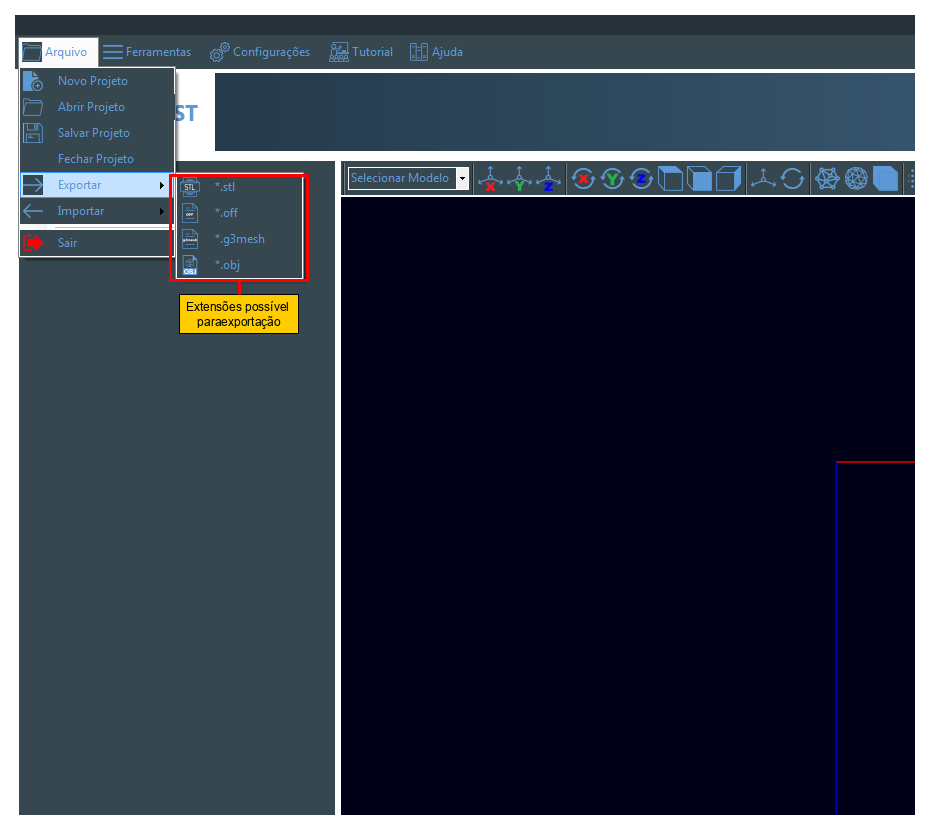 Arquivo Ferramentas Configurações Tutorial Ajuda
Novo Projeto
Abrir Projeto
ST
Salvar Projeto
Fechar Projeto
Exportar
Importar
Sair
STL *.stl
OFF *.off
g3mesh *.g3mesh
OBJ *.obj
Extensões possível
paraexportação
Selecionar Modelo X Y Z X Y Z